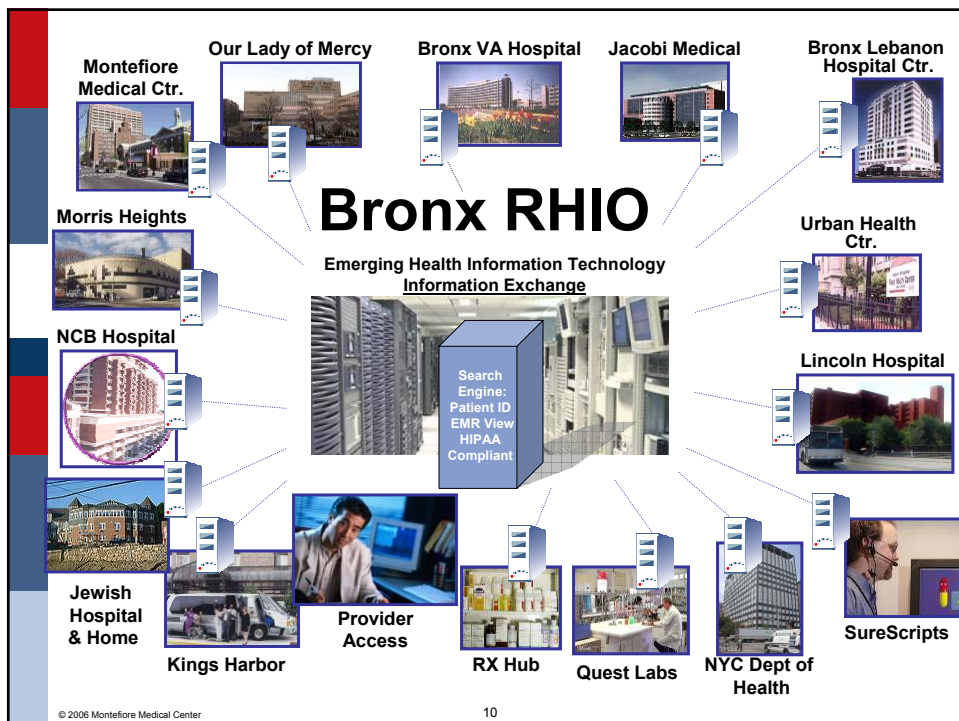 Our Lady of Mercy
Bronx VA Hospital
Jacobi Medical
Bronx Lebanon
Hospital Ctr.
Montefiore
Medical Ctr.
Bronx RHIO
Morris Heights
Urban Health
Ctr.
Emerging Health Information Technology
Information Exchange
NCB Hospital
Lincoln Hospital
Search
Engine:
Patient ID
EMR View
HIPAA
Compliant
Jewish
Hospital
& Home
Kings Harbor
Provider
Access
RX Hub
Quest Labs
NYC Dept of
Health
SureScripts
© 2006 Montefiore Medical Center
10